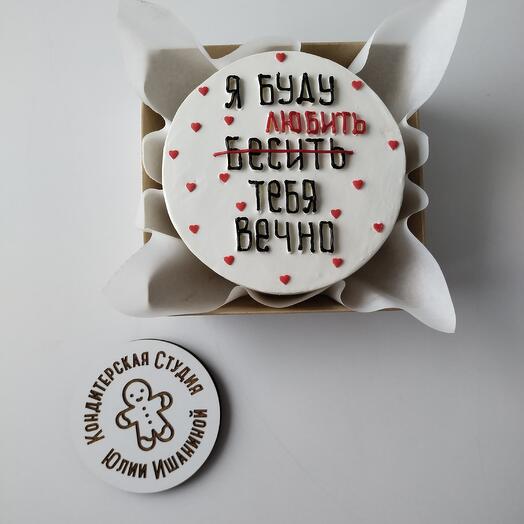 Я БУДУ
ЛЮБИТЬ
БЕСИТЬ
ТЕБЯ
ВЕЧНО
Кондитерская Студия
Юлии Ишаниной